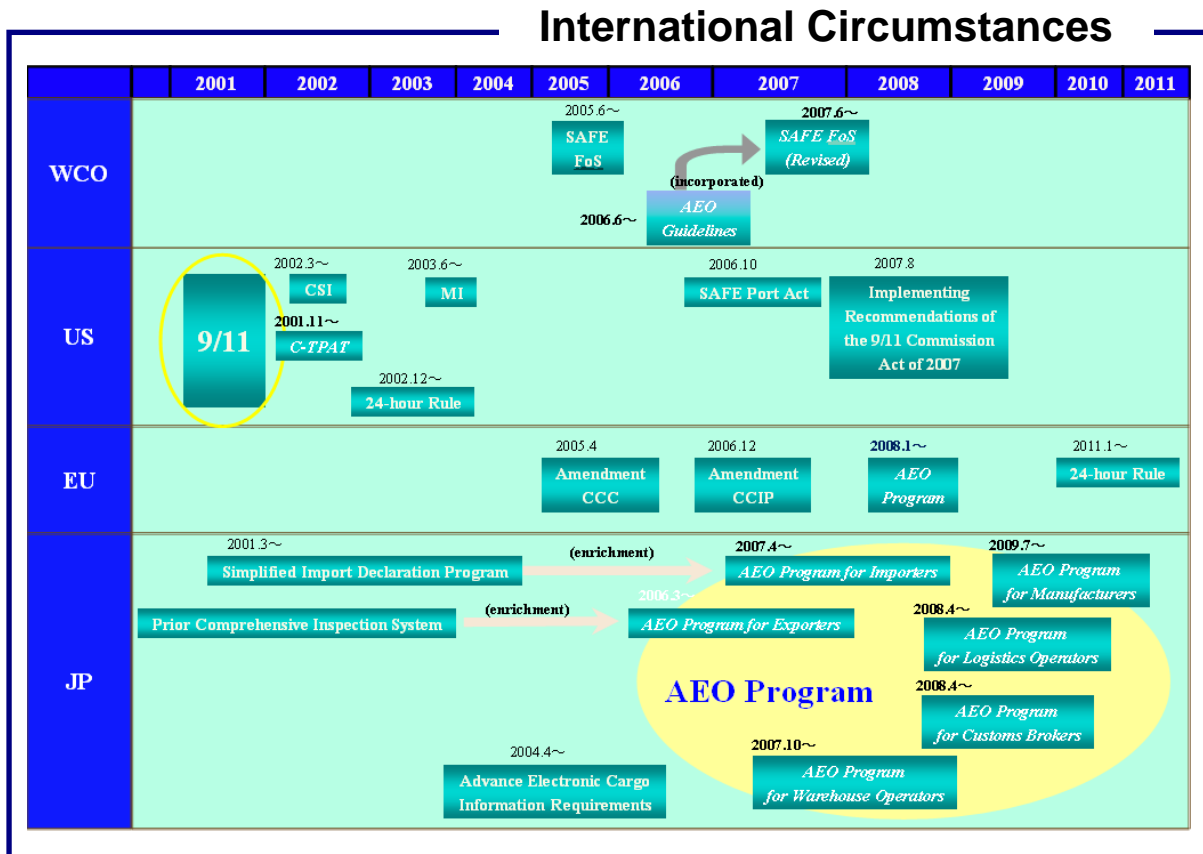 International Circumstances
2001 2002 2003 2004 2005 2006 2007 2008 2009 2010 2011
WCO
2005.6～
SAFE
FoS
2007.6～
SAFE FoS
(Revised)
(incorporated)
2006.6～
AEO
Guidelines
US
9/11
2002.3～
CSI
2001.11～
C-TPAT
2002.12～
24-hour Rule
2003.6～
MI
2006.10
SAFE Port Act
2007.8
Implementing
Recommendations of
the 9/11 Commission
Act of 2007
EU
2005.4
Amendment
CCC
2006.12
Amendment
CCIP
2008.1～
AEO
Program
2011.1～
24-hour Rule
JP
2001.3～
Simplified Import Declaration Program
(enrichment)
2007.4～
AEO Program for Importers
2009.7～
AEO Program
for Manufacturers
Prior Comprehensive Inspection System
(enrichment)
2006.3～
AEO Program for Exporters
2008.4～
AEO Program
for Logistics Operators
AEO Program
2008.4～
AEO Program
for Customs Brokers
2004.4～
Advance Electronic Cargo
Information Requirements
2007.10～
AEO Program
for Warehouse Operators